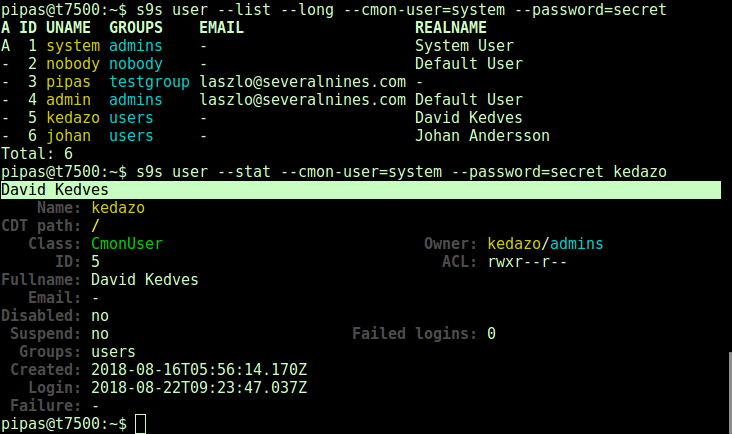 pipas@t7500:~$ s9s user --list --long --cmon-user=system --password=secret
A ID UNAME  GROUPS    EMAIL                   REALNAME
A  1 system admins    -                       System User
-  2 nobody nobody    -                       Default User
-  3 pipas  testgroup laszlo@severalnines.com -
-  4 admin  admins    laszlo@severalnines.com Default User
-  5 kedazo users     -                       David Kedves
-  6 johan  users     -                       Johan Andersson
Total: 6
pipas@t7500:~$ s9s user --stat --cmon-user=system --password=secret kedazo
David Kedves
    Name: kedazo
CDT path: /
   Class: CmonUser                             Owner: kedazo/admins
      ID: 5                                      ACL: rwxr--r--
Fullname: David Kedves
   Email: -
Disabled: no
 Suspend: no                           Failed logins: 0
  Groups: users
 Created: 2018-08-16T05:56:14.170Z
   Login: 2018-08-22T09:23:47.037Z
 Failure: -
pipas@t7500:~$